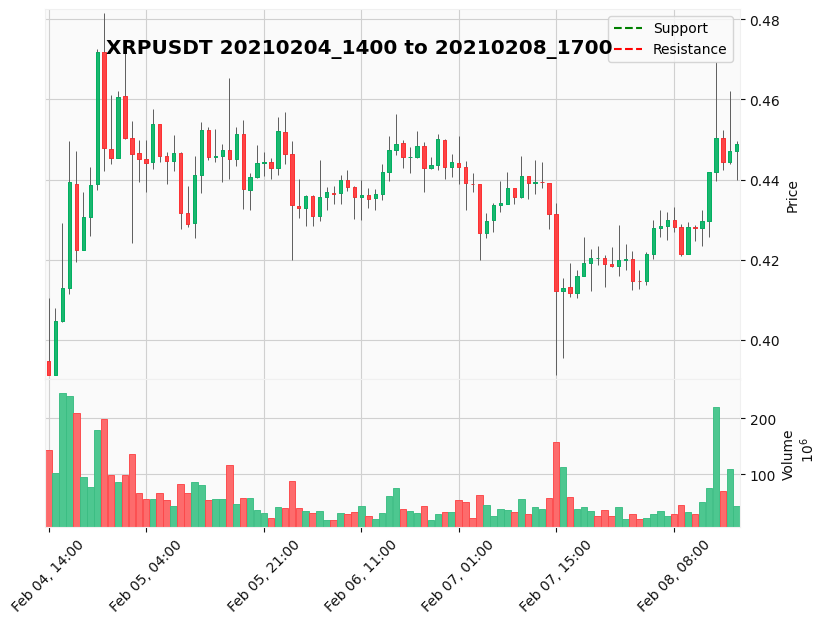 XRPUSDT 20210204_1400 to 20210208_1700
Support
Resistance
0.48
0.46
0.44
0.42
0.40
Price
200
100
Volume
10^6
Feb 04, 14:00
Feb 05, 04:00
Feb 05, 21:00
Feb 06, 11:00
Feb 07, 01:00
Feb 07, 15:00
Feb 08, 08:00